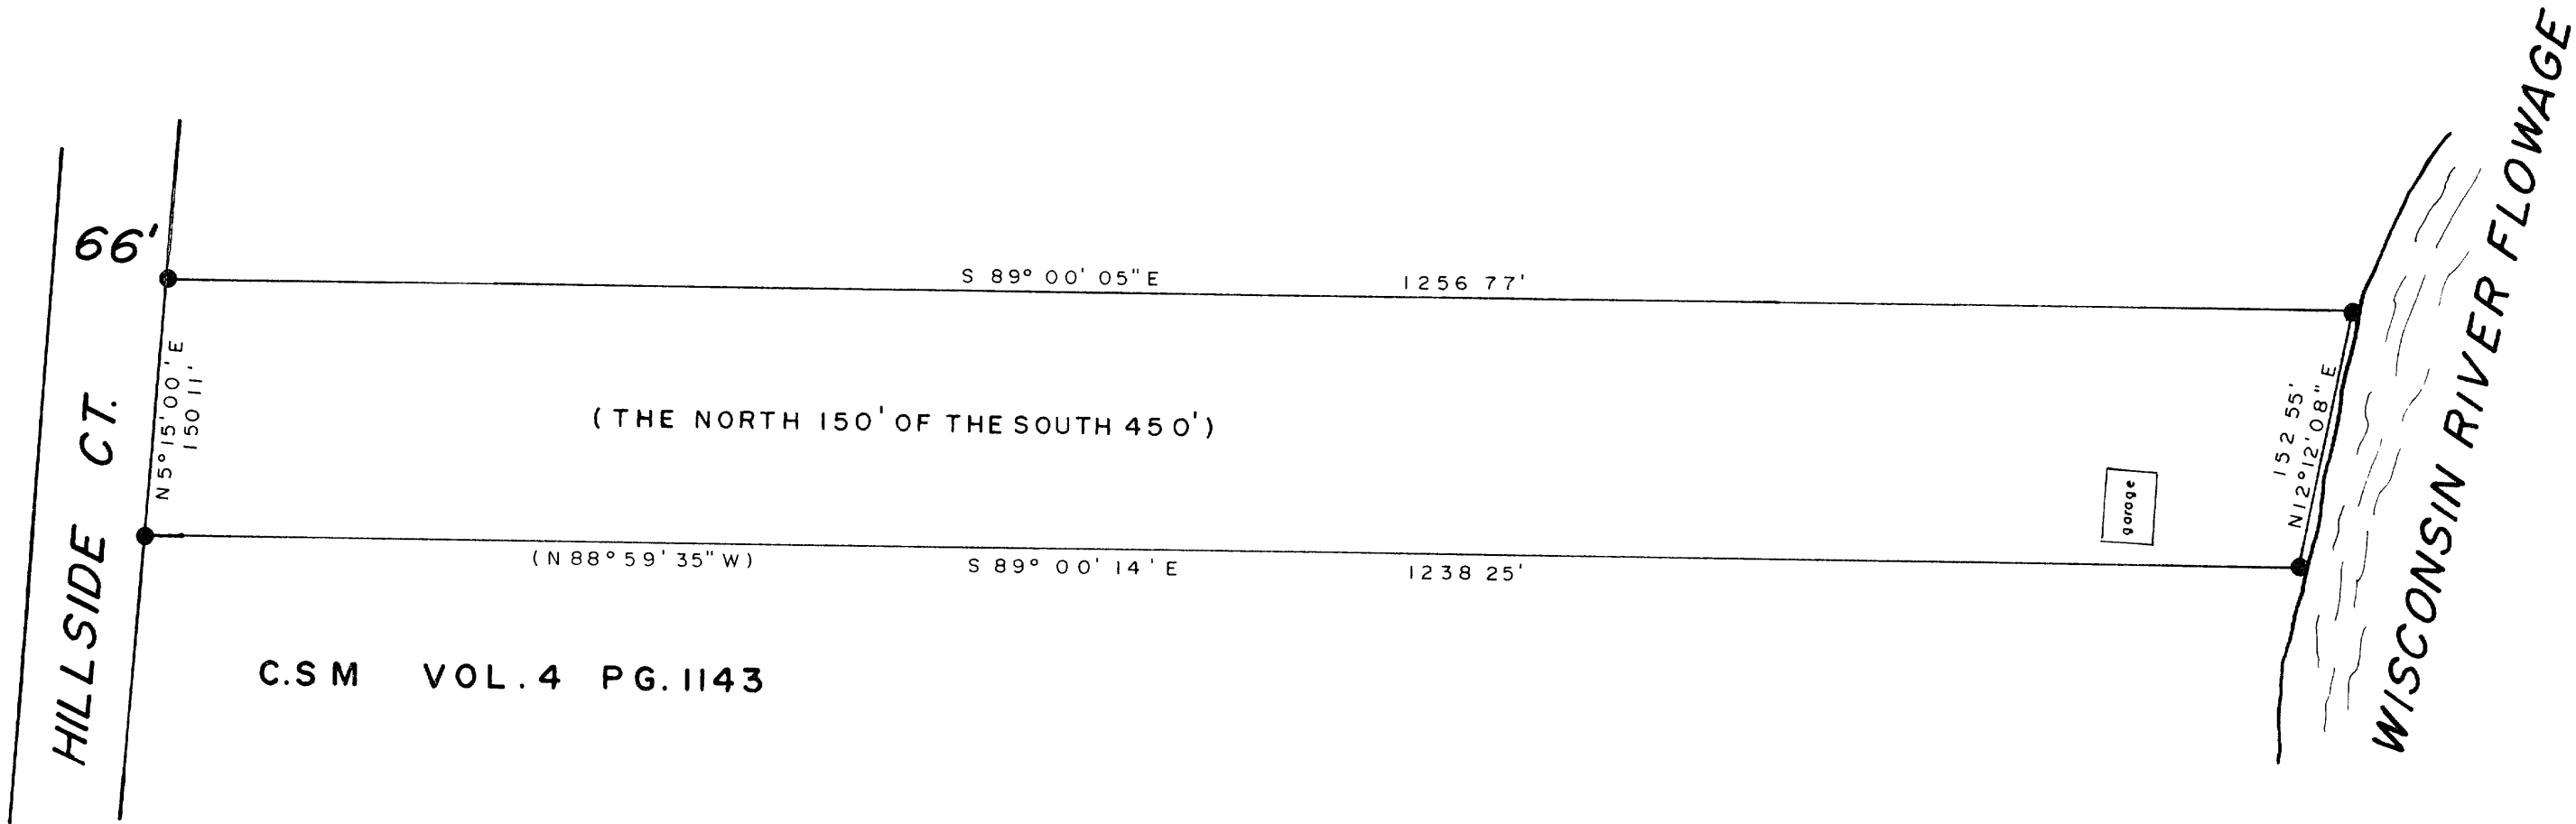 66'
S 89° 00' 05" E 1256 77'
N5°15'00'E
150 11'
(THE NORTH 150' OF THE SOUTH 450')
152 55'
N12°12'08" E
garage
(N 88°59'35" W) S 89° 00' 14' E 1238 25'
HILLSIDE CT.
C.S M VOL. 4 PG. 1143
WISCONSIN RIVER FLOWAGE